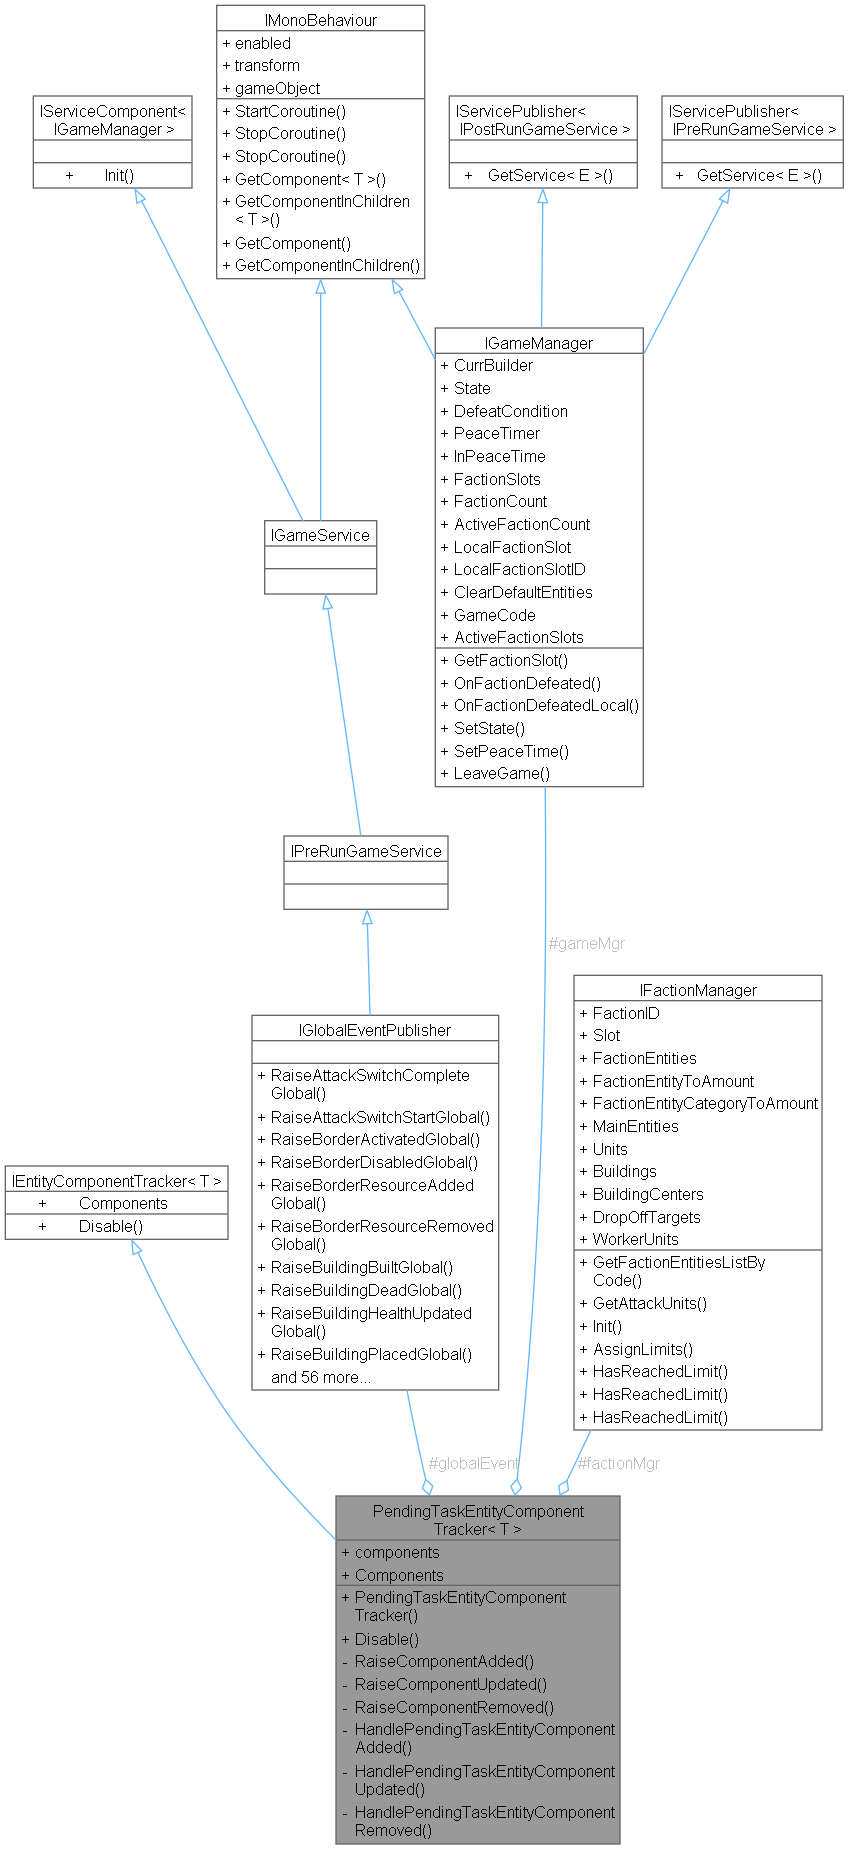 IMonoBehaviour
+ enabled
+ transform
+ gameObject
+ StartCoroutine()
+ StopCoroutine()
+ StopCoroutine()
+ GetComponent< T >()
+ GetComponentInChildren
< T >()
+ GetComponent()
+ GetComponentInChildren()
IServiceComponent<
IGameManager >
+ Init()
IServicePublisher<
IPostRunGameService >
+ GetService< E >()
IServicePublisher<
IPreRunGameService >
+ GetService< E >()
IGameManager
+ CurrBuilder
+ State
+ DefeatCondition
+ PeaceTimer
+ InPeaceTime
+ FactionSlots
+ FactionCount
+ ActiveFactionCount
+ LocalFactionSlot
+ LocalFactionSlotID
+ ClearDefaultEntities
+ GameCode
+ ActiveFactionSlots
+ GetFactionSlot()
+ OnFactionDefeated()
+ OnFactionDefeatedLocal()
+ SetState()
+ SetPeaceTime()
+ LeaveGame()
IGameService
IPreRunGameService
#gameMgr
IFactionManager
+ FactionID
+ Slot
+ FactionEntities
+ FactionEntityToAmount
+ FactionEntityCategoryToAmount
+ MainEntities
+ Units
+ Buildings
+ BuildingCenters
+ DropOffTargets
+ WorkerUnits
+ GetFactionEntitiesListBy
Code()
+ GetAttackUnits()
+ Init()
+ AssignLimits()
+ HasReachedLimit()
+ HasReachedLimit()
+ HasReachedLimit()
IGlobalEventPublisher
+ RaiseAttackSwitchComplete
Global()
+ RaiseAttackSwitchStartGlobal()
+ RaiseBorderActivatedGlobal()
+ RaiseBorderDisabledGlobal()
+ RaiseBorderResourceAdded
Global()
+ RaiseBorderResourceRemoved
Global()
+ RaiseBuildingBuiltGlobal()
+ RaiseBuildingDeadGlobal()
+ RaiseBuildingHealthUpdated
Global()
+ RaiseBuildingPlacedGlobal()
and 56 more...
IEntityComponentTracker< T >
+ Components
+ Disable()
#globalEvent
#factionMgr
PendingTaskEntityComponent
Tracker< T >
+ components
+ Components
+ PendingTaskEntityComponent
Tracker()
+ Disable()
- RaiseComponentAdded()
- RaiseComponentUpdated()
- RaiseComponentRemoved()
- HandlePendingTaskEntityComponent
Added()
- HandlePendingTaskEntityComponent
Updated()
- HandlePendingTaskEntityComponent
Removed()